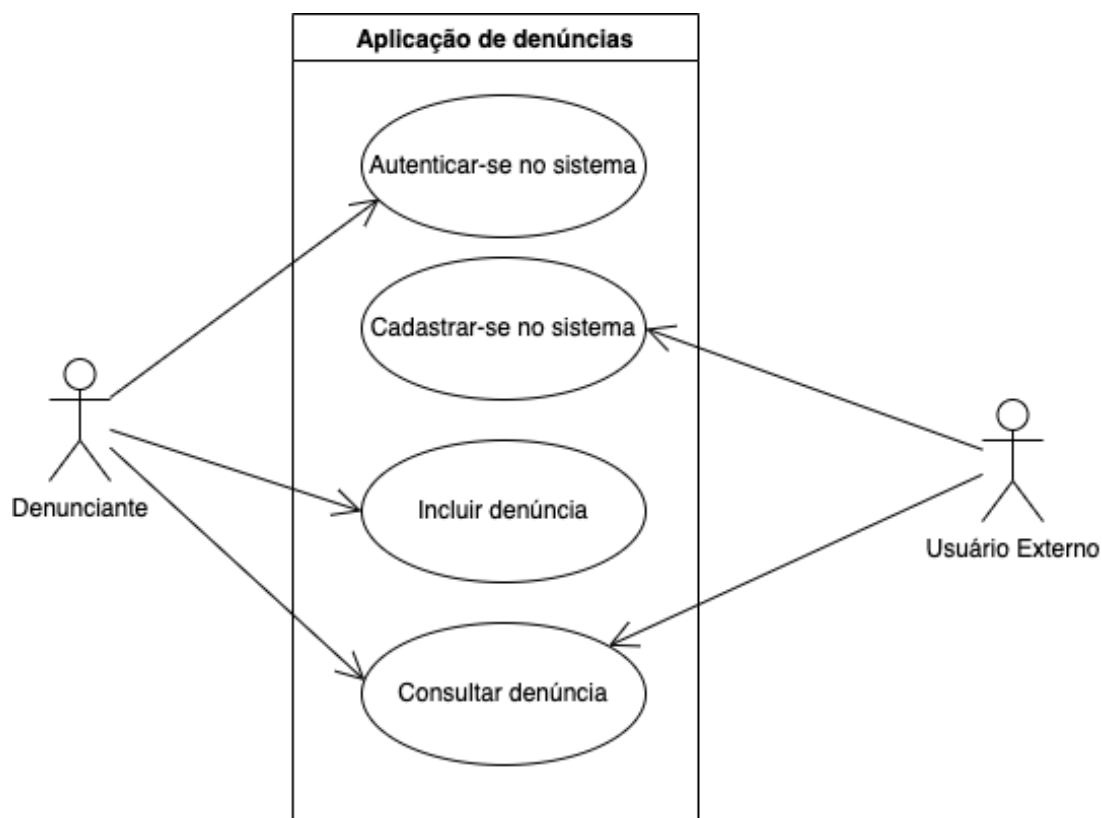 Aplicação de denúncias
Autenticar-se no sistema
Cadastrar-se no sistema
Denunciante
Incluir denúncia
Usuário Externo
Consultar denúncia